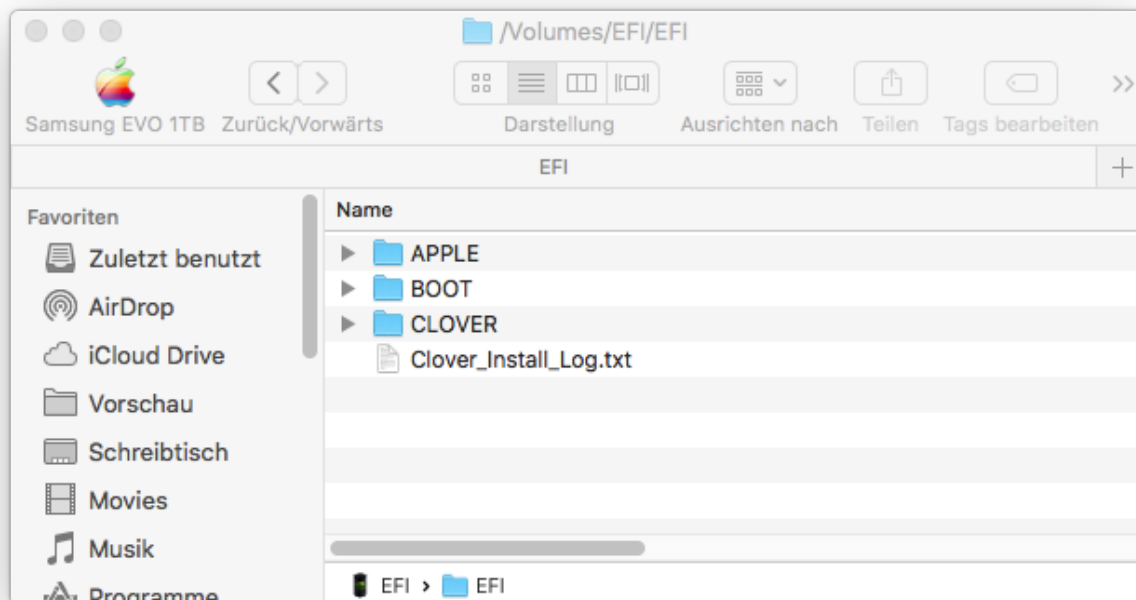 /Volumes/EFI/EFI
Samsung EVO 1TB Zurück/Vorwärts Darstellung Ausrichten nach Teilen Tags bearbeiten
EFI
Favoriten
Zuletzt benutzt
AirDrop
iCloud Drive
Vorschau
Schreibtisch
Movies
Musik
Programme
Name
APPLE
BOOT
CLOVER
Clover_Install_Log.txt
EFI › EFI